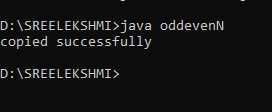 D:\SREELEKSHMI>java oddevenN
copied successfully
D:\SREELEKSHMI>